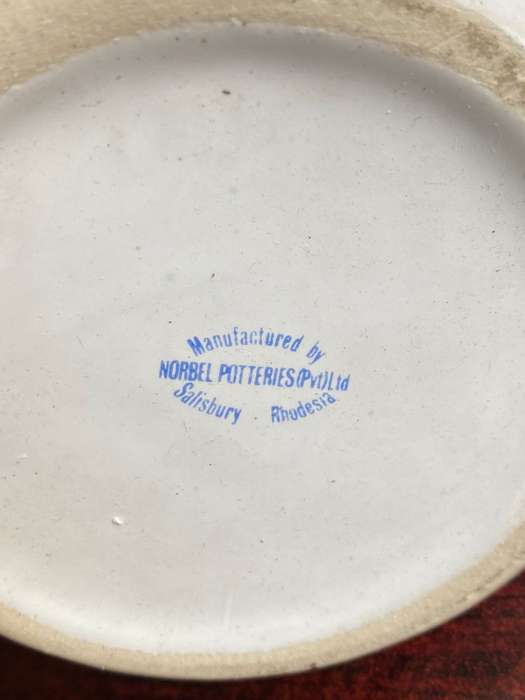 Manufactured by
NORBEL POTTERIES (Pvt) Ltd
Salisbury Rhodesia